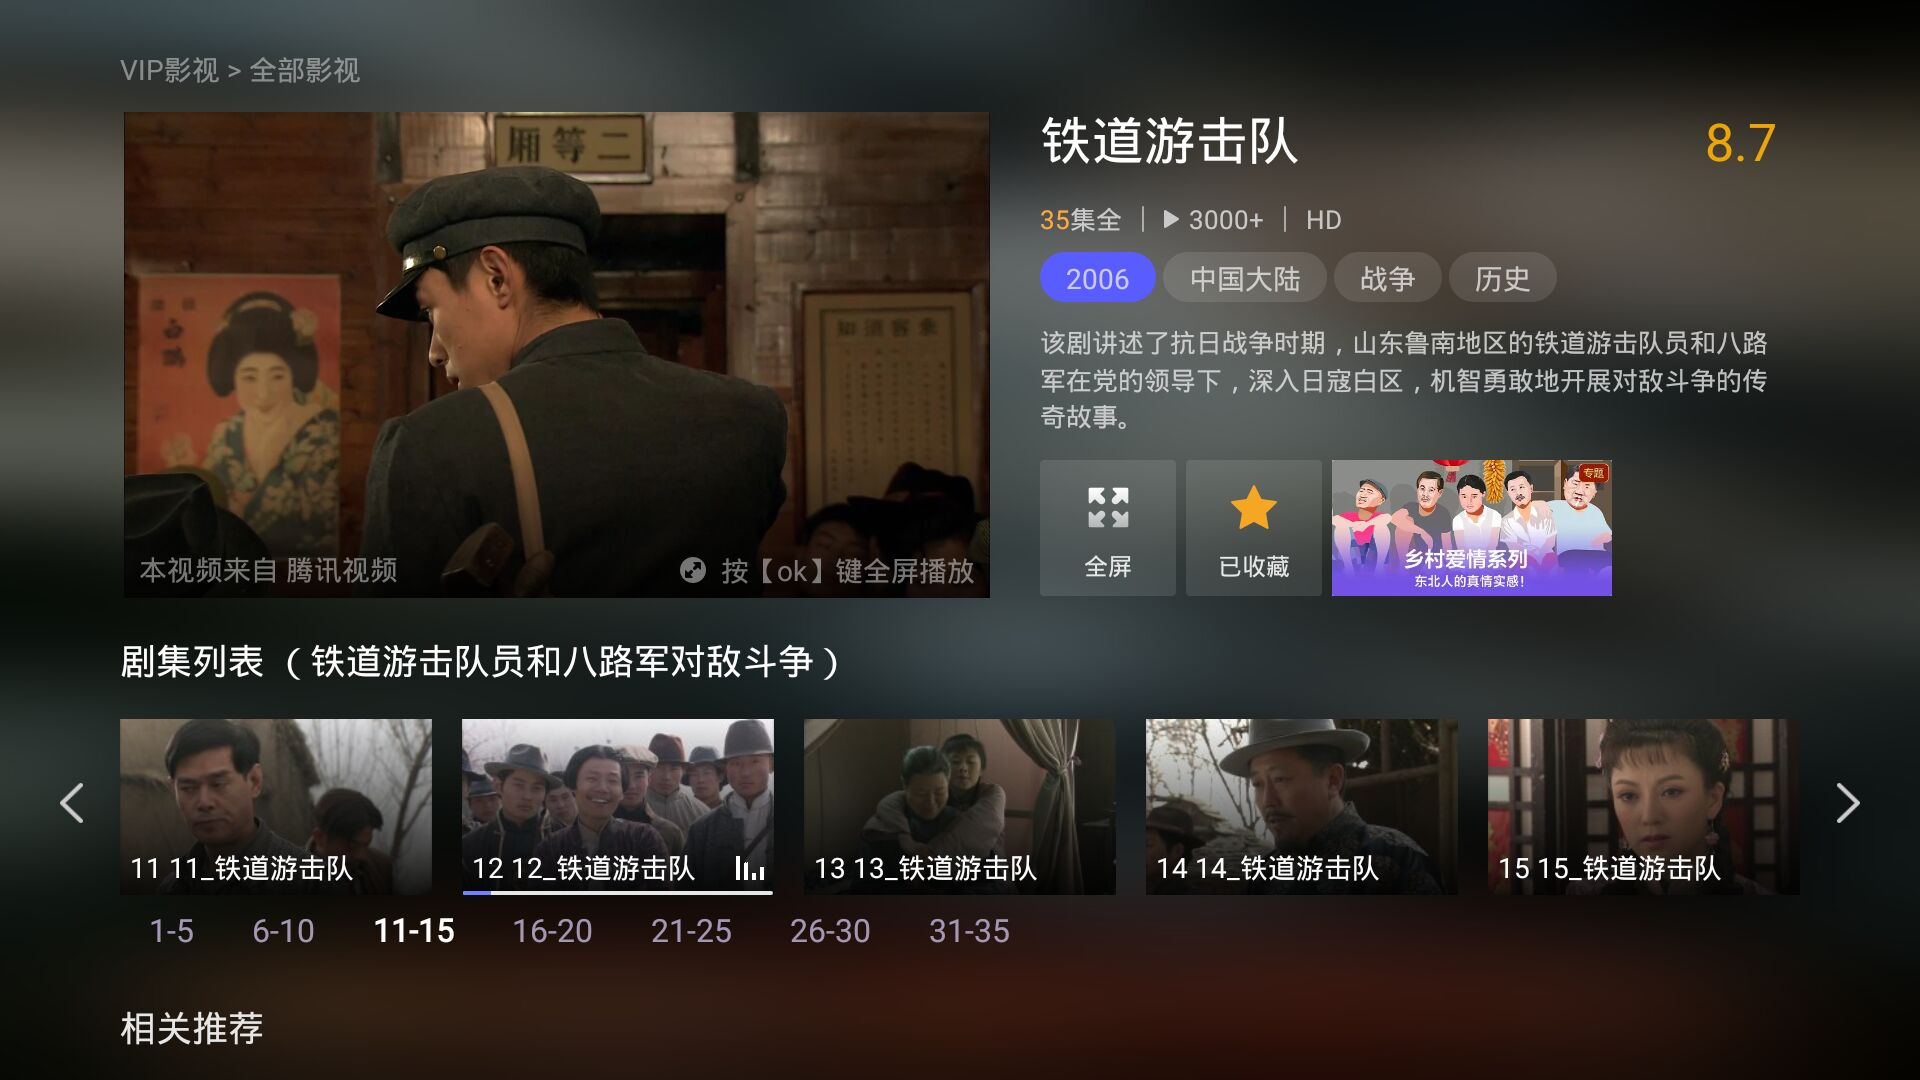 VIP影视 > 全部影视
二等厢
白鸭
乘客须知
本视频来自 腾讯视频
按【ok】键全屏播放
铁道游击队
8.7
35集全 | 3000+ | HD
2006 中国大陆 战争 历史
该剧讲述了抗日战争时期，山东鲁南地区的铁道游击队员和八路
军在党的领导下，深入日寇白区，机智勇敢地开展对敌斗争的传
奇故事。
全屏
已收藏
专题
乡村爱情系列
东北人的真情实感！
剧集列表 （铁道游击队员和八路军对敌斗争）
11 11_铁道游击队
12 12_铁道游击队
13 13_铁道游击队
14 14_铁道游击队
15 15_铁道游击队
1-5 6-10 11-15 16-20 21-25 26-30 31-35
相关推荐